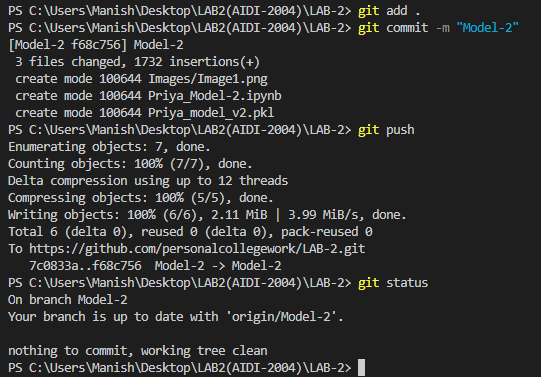 PS C:\Users\Manish\Desktop\LAB2(AIDI-2004)\LAB-2> git add .
PS C:\Users\Manish\Desktop\LAB2(AIDI-2004)\LAB-2> git commit -m "Model-2"
[Model-2 f68c756] Model-2
 3 files changed, 1732 insertions(+)
 create mode 100644 Images/Image1.png
 create mode 100644 Priya_Model-2.ipynb
 create mode 100644 Priya_model_v2.pkl
PS C:\Users\Manish\Desktop\LAB2(AIDI-2004)\LAB-2> git push
Enumerating objects: 7, done.
Counting objects: 100% (7/7), done.
Delta compression using up to 12 threads
Compressing objects: 100% (5/5), done.
Writing objects: 100% (6/6), 2.11 MiB | 3.99 MiB/s, done.
Total 6 (delta 0), reused 0 (delta 0), pack-reused 0
To https://github.com/personalcollegework/LAB-2.git
   7c0833a..f68c756  Model-2 -> Model-2
PS C:\Users\Manish\Desktop\LAB2(AIDI-2004)\LAB-2> git status
On branch Model-2
Your branch is up to date with 'origin/Model-2'.

nothing to commit, working tree clean
PS C:\Users\Manish\Desktop\LAB2(AIDI-2004)\LAB-2>